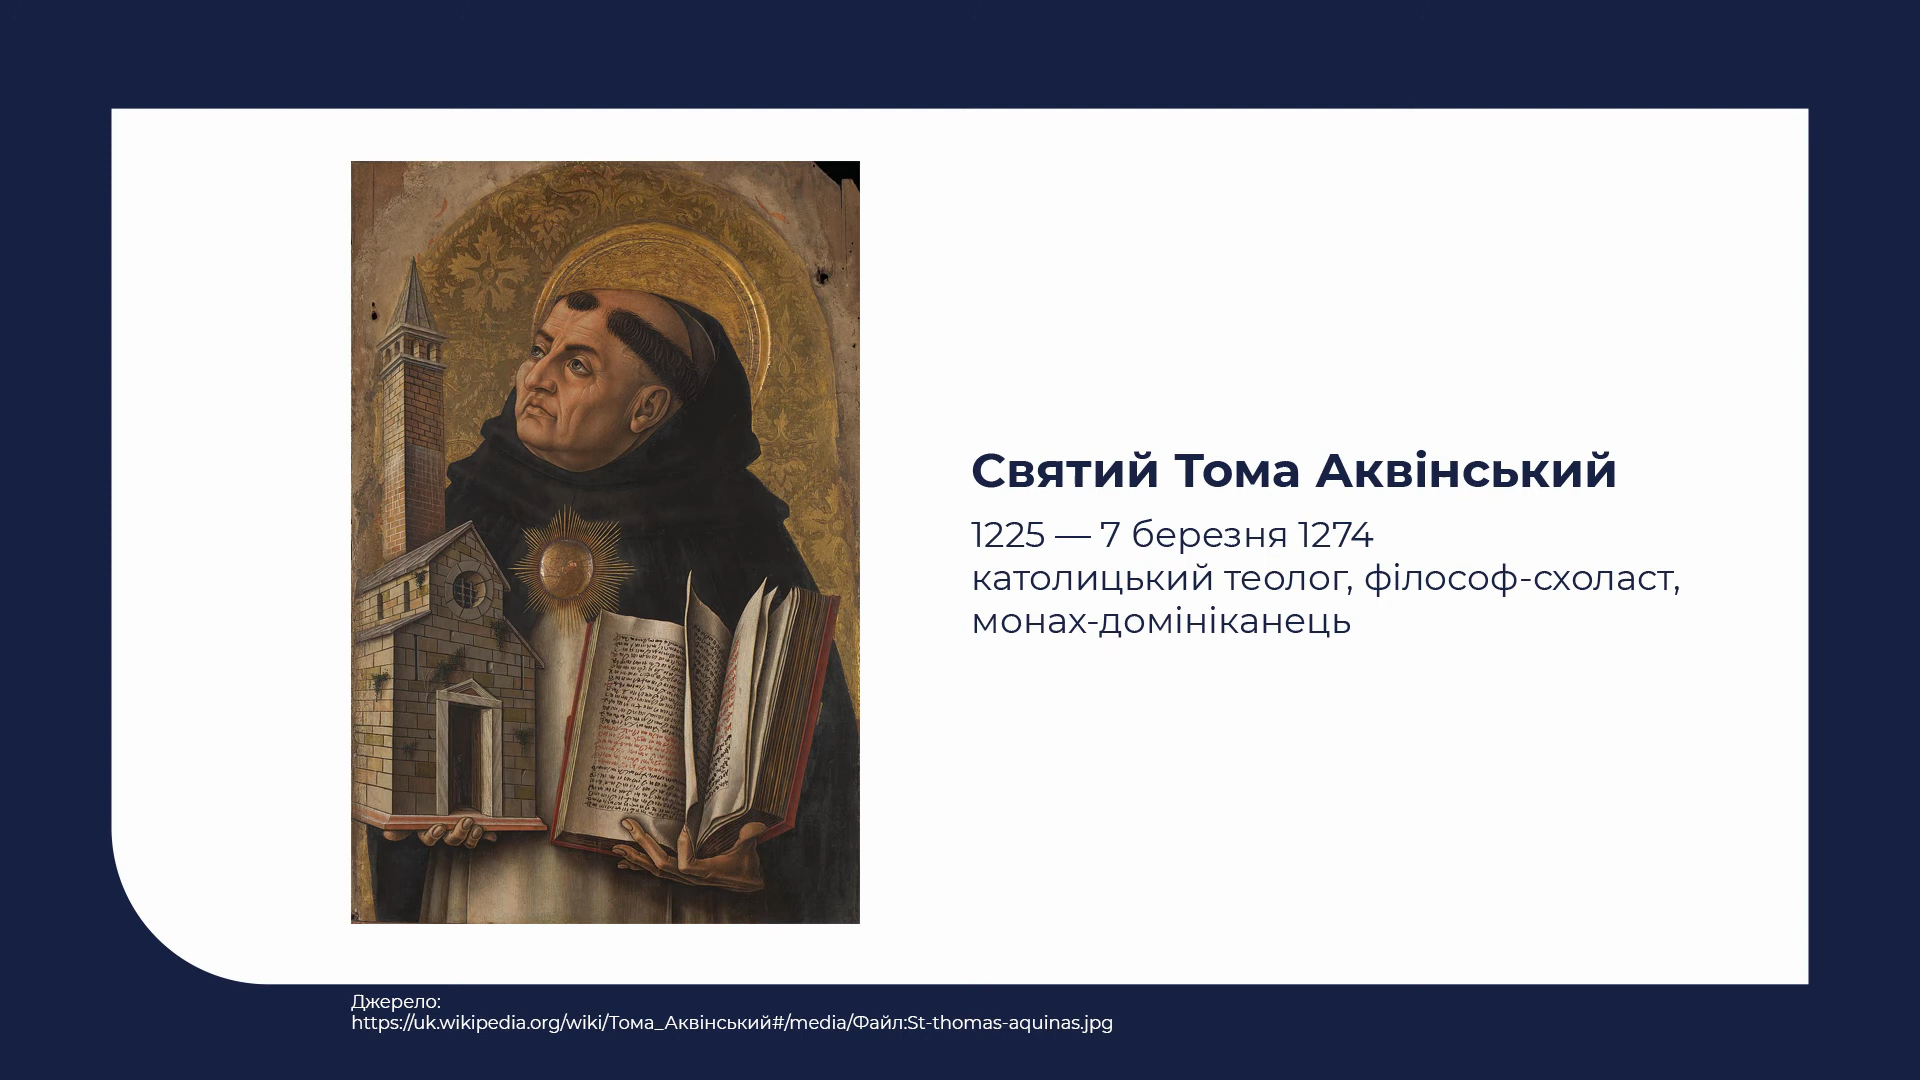 Святий Тома Аквінський
1225 — 7 березня 1274
католицький теолог, філософ-схоласт,
монах-домініканець
Джерело:
https://uk.wikipedia.org/wiki/Тома_Аквінський#/media/Файл:St-thomas-aquinas.jpg